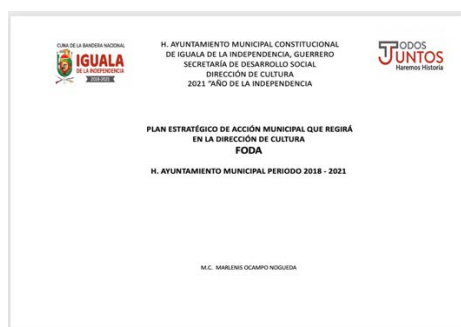 CUNA DE LA BANDERA NACIONAL
IGUALA
DE LA INDEPENDENCIA
2018-2021
H. AYUNTAMIENTO MUNICIPAL CONSTITUCIONAL
DE IGUALA DE LA INDEPENDENCIA, GUERRERO
SECRETARÍA DE DESARROLLO SOCIAL
DIRECCIÓN DE CULTURA
2021 "AÑO DE LA INDEPENDENCIA
TODOS
JUNTOS
Haremos Historia
PLAN ESTRATÉGICO DE ACCIÓN MUNICIPAL QUE REGIRÁ
EN LA DIRECCIÓN DE CULTURA
FODA
H. AYUNTAMIENTO MUNICIPAL PERIODO 2018 - 2021
M.C. MARLENIS OCAMPO NOGUEDA